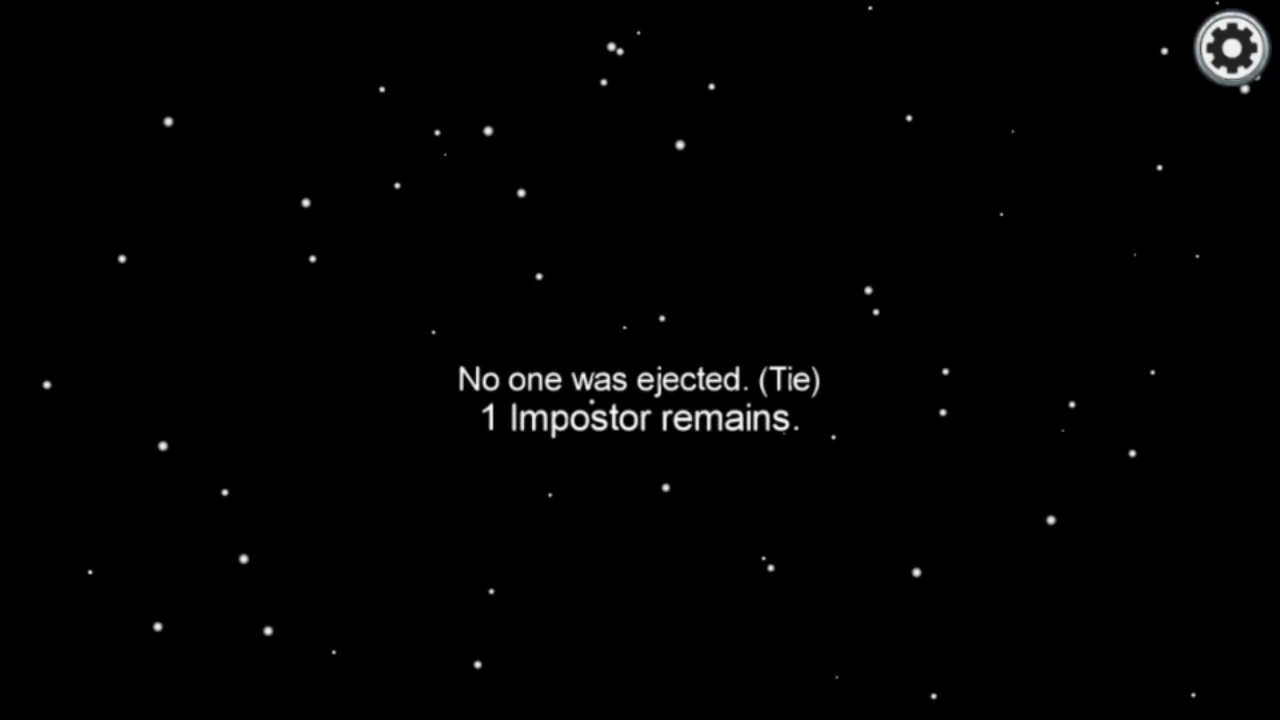 No one was ejected. (Tie)
1 Impostor remains.